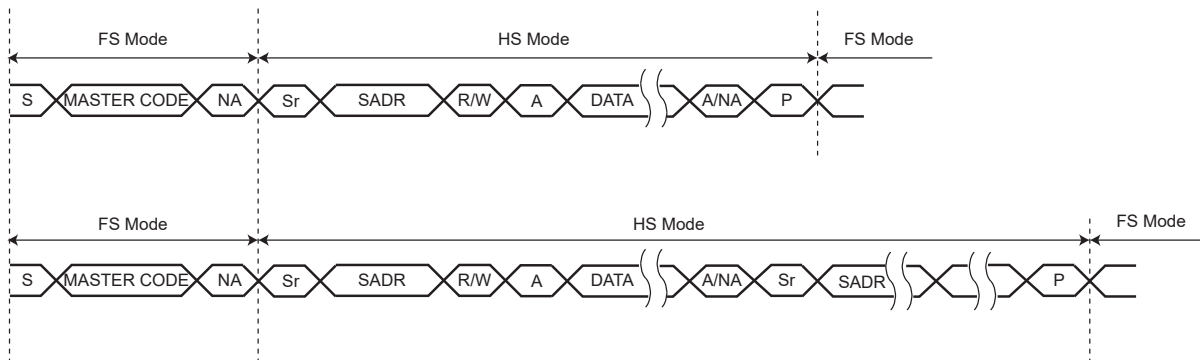 FS Mode HS Mode FS Mode
S MASTER CODE NA Sr SADR R/W A DATA A/NA P
FS Mode HS Mode FS Mode
S MASTER CODE NA Sr SADR R/W A DATA A/NA Sr SADR P